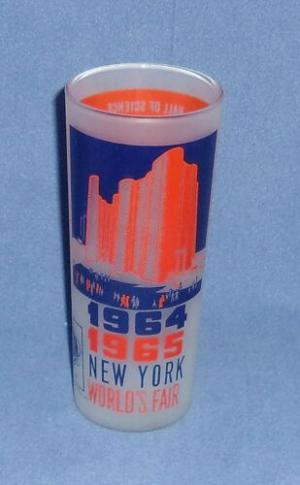 HALL OF SCIENCE
1964
1965
NEW YORK
WORLD'S FAIR